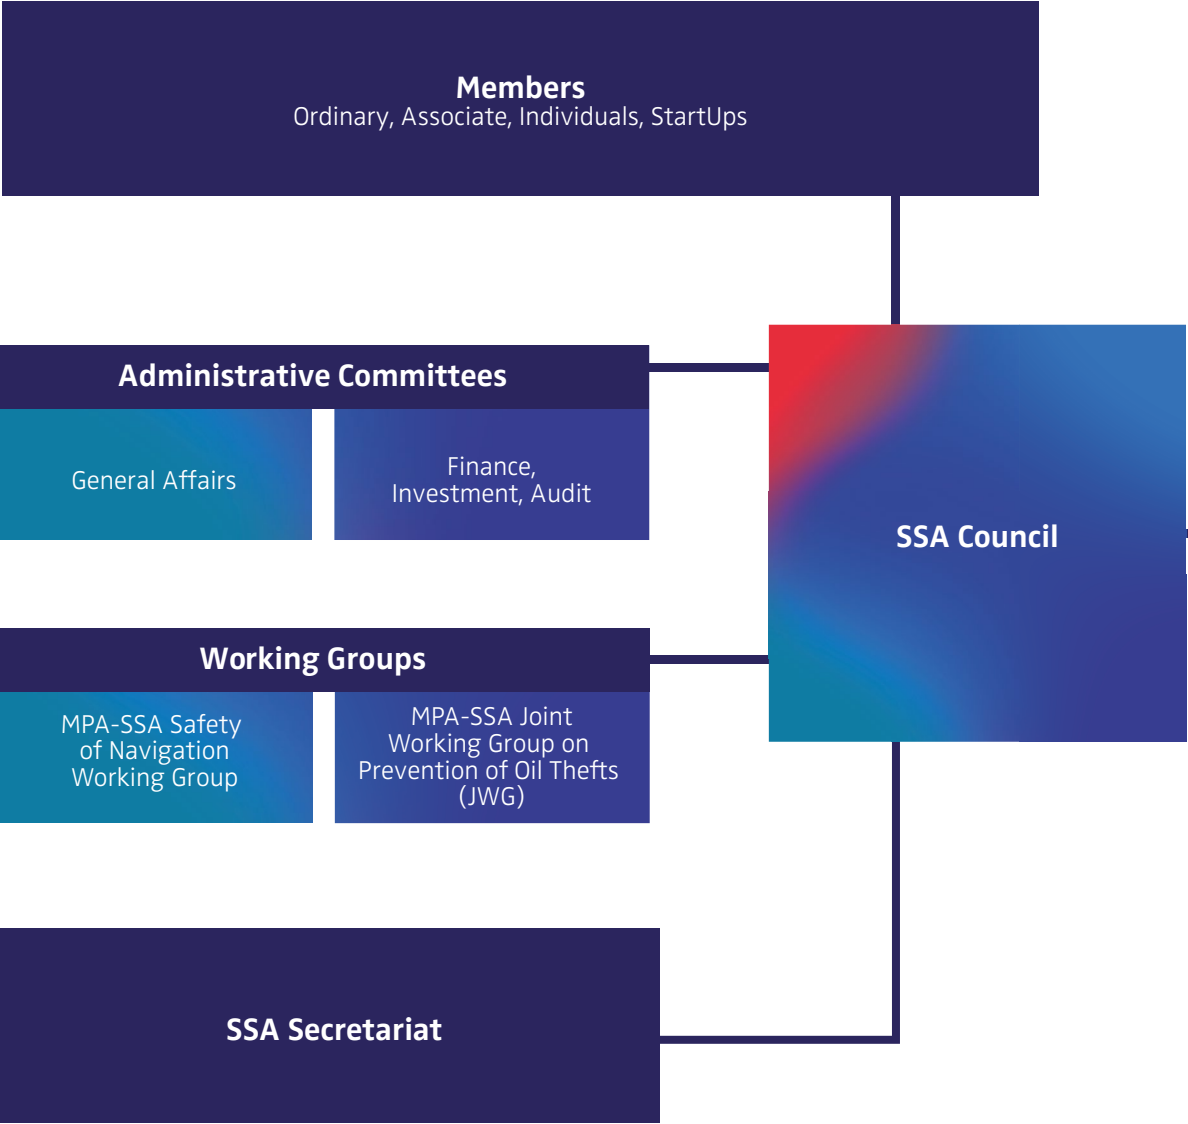 Members
Ordinary, Associate, Individuals, StartUps
Administrative Committees
General Affairs
Finance,
Investment, Audit
SSA Council
Working Groups
MPA-SSA Safety
of Navigation
Working Group
MPA-SSA Joint
Working Group on
Prevention of Oil Thefts
(JWG)
SSA Secretariat